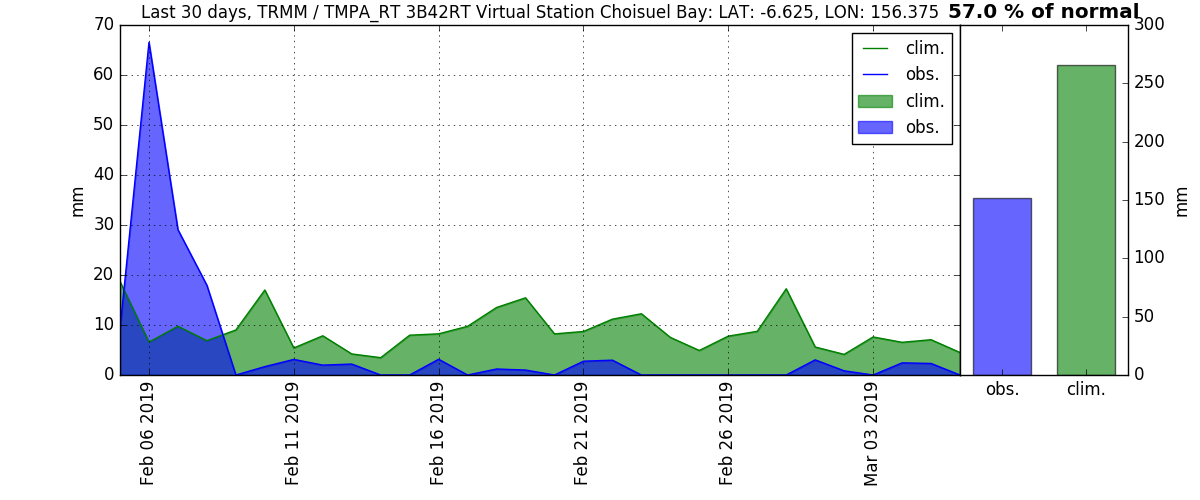 Last 30 days, TRMM / TMPA_RT 3B42RT Virtual Station Choisuel Bay: LAT: -6.625, LON: 156.375
57.0 % of normal
70
60
50
40
30
20
10
0
mm
clim.
obs.
clim.
obs.
Feb 06 2019
Feb 11 2019
Feb 16 2019
Feb 21 2019
Feb 26 2019
Mar 03 2019
300
250
200
150
100
50
0
mm
obs.
clim.